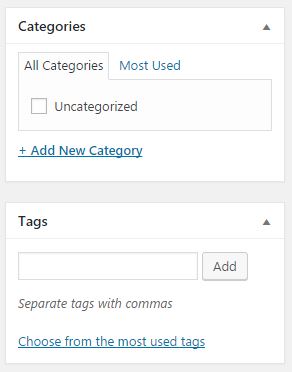 Categories
All Categories Most Used
Uncategorized
+ Add New Category
Tags
Add
Separate tags with commas
Choose from the most used tags